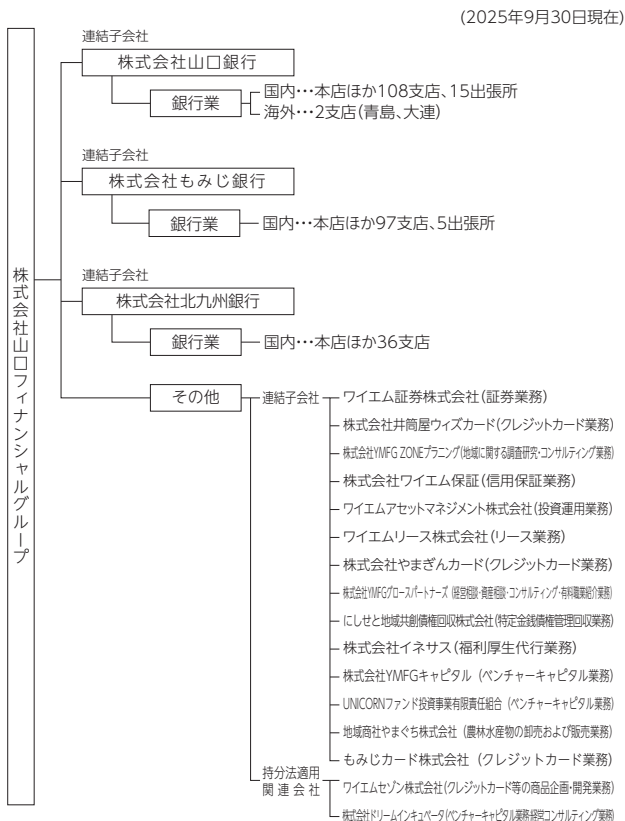 (2025年9月30日現在)
株式会社山口フィナンシャルグループ
連結子会社
株式会社山口銀行
銀行業
国内…本店ほか108支店、15出張所
海外…2支店(青島、大連)
連結子会社
株式会社もみじ銀行
銀行業
国内…本店ほか97支店、5出張所
連結子会社
株式会社北九州銀行
銀行業
国内…本店ほか36支店
その他
連結子会社
ワイエム証券株式会社(証券業務)
株式会社井筒屋ウィズカード(クレジットカード業務)
株式会社YMFG ZONEプラニング(地域に関する調査研究・コンサルティング業務)
株式会社ワイエム保証(信用保証業務)
ワイエムアセットマネジメント株式会社(投資運用業務)
ワイエムリース株式会社(リース業務)
株式会社やまぎんカード(クレジットカード業務)
株式会社YMFGグロースパートナーズ(経営相談・資産相談・コンサルティング・有料職業紹介業務)
にしせと地域共創債権回収株式会社(特定金銭債権管理回収業務)
株式会社イネサス(福利厚生代行業務)
株式会社YMFGキャピタル(ベンチャーキャピタル業務)
UNICORNファンド投資事業有限責任組合(ベンチャーキャピタル業務)
地域商社やまぐち株式会社(農林水産物の卸売および販売業務)
もみじカード株式会社(クレジットカード業務)
持分法適用
関連会社
ワイエムセゾン株式会社(クレジットカード等の商品企画・開発業務)
株式会社ドリームインキュベータ(ベンチャーキャピタル業務・経営コンサルティング業務)